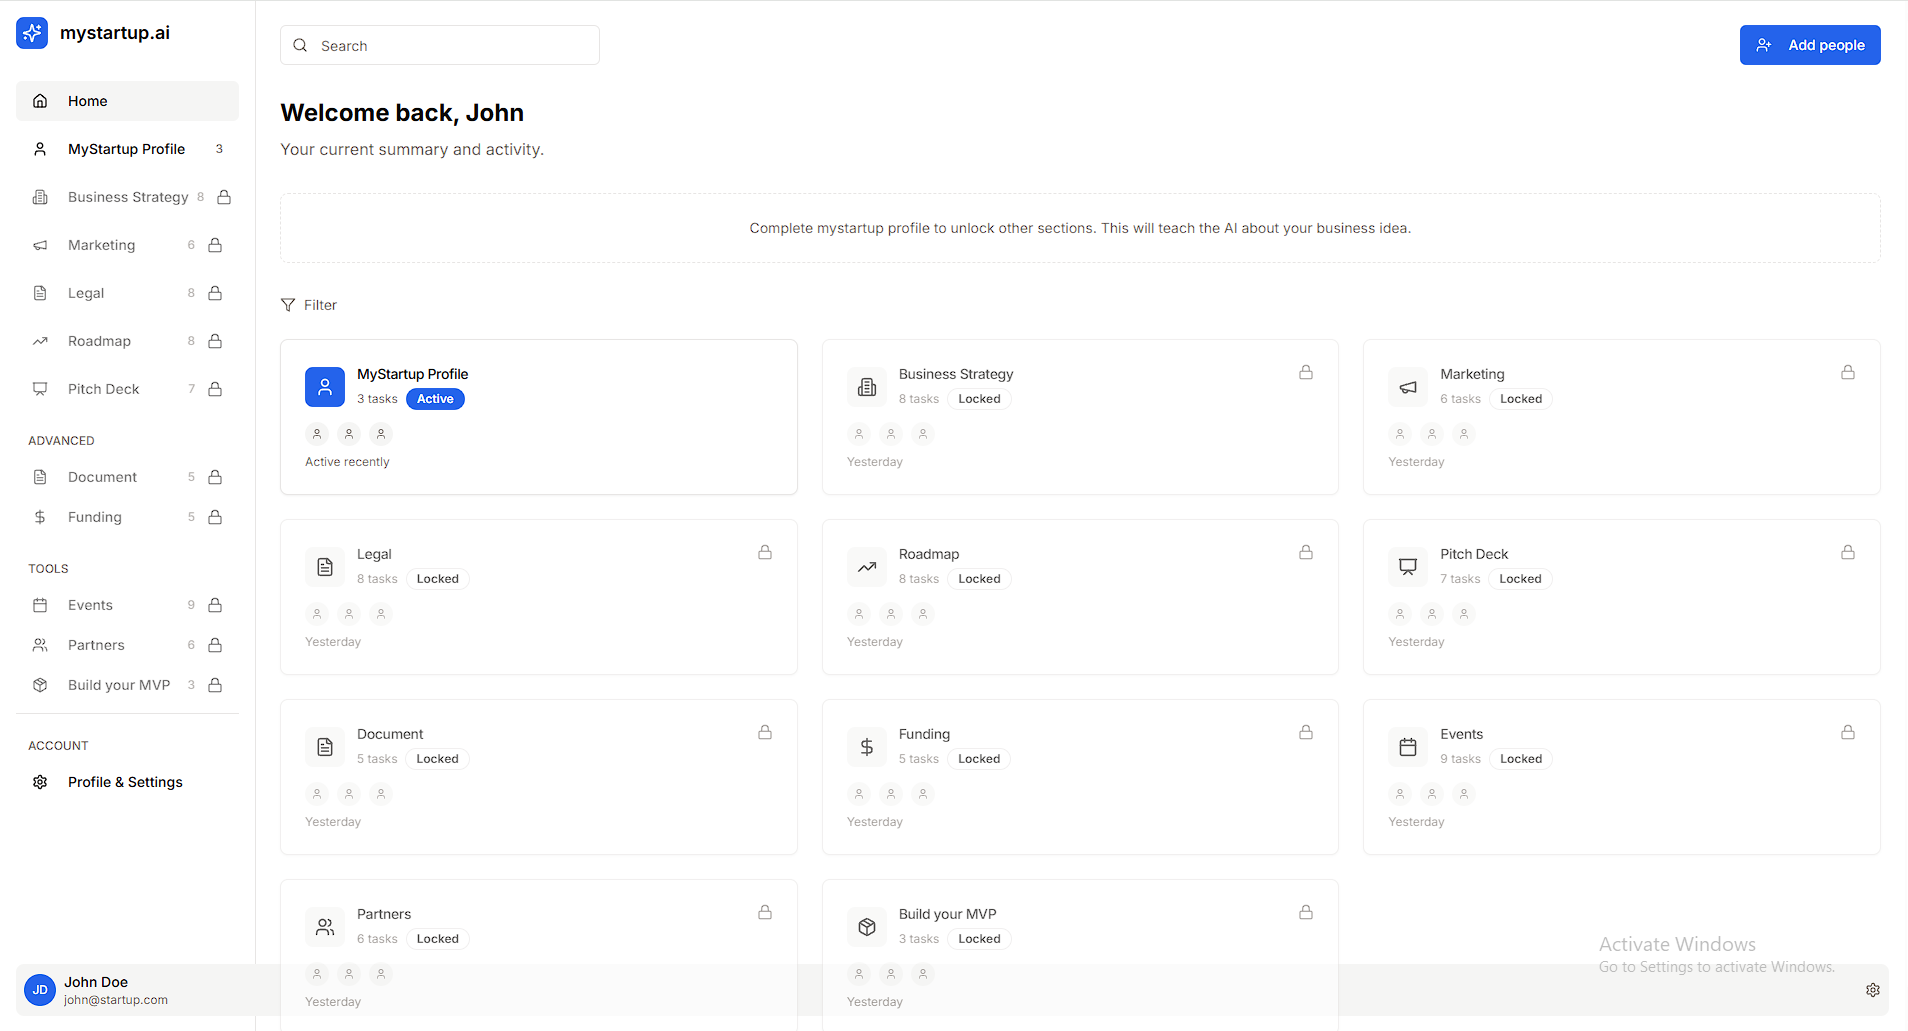 mystartup.ai
Home
MyStartup Profile 3
Business Strategy 8
Marketing 6
Legal 8
Roadmap 8
Pitch Deck 7
ADVANCED
Document 5
Funding 5
TOOLS
Events 9
Partners 6
Build your MVP 3
ACCOUNT
Profile & Settings
JD
John Doe
john@startup.com
Search
Add people
Welcome back, John
Your current summary and activity.
Complete mystartup profile to unlock other sections. This will teach the AI about your business idea.
Filter
MyStartup Profile
3 tasks Active
Active recently
Business Strategy
8 tasks Locked
Yesterday
Marketing
6 tasks Locked
Yesterday
Legal
8 tasks Locked
Yesterday
Roadmap
8 tasks Locked
Yesterday
Pitch Deck
7 tasks Locked
Yesterday
Document
5 tasks Locked
Yesterday
Funding
5 tasks Locked
Yesterday
Events
9 tasks Locked
Yesterday
Partners
6 tasks Locked
Yesterday
Build your MVP
3 tasks Locked
Yesterday
Activate Windows
Go to Settings to activate Windows.